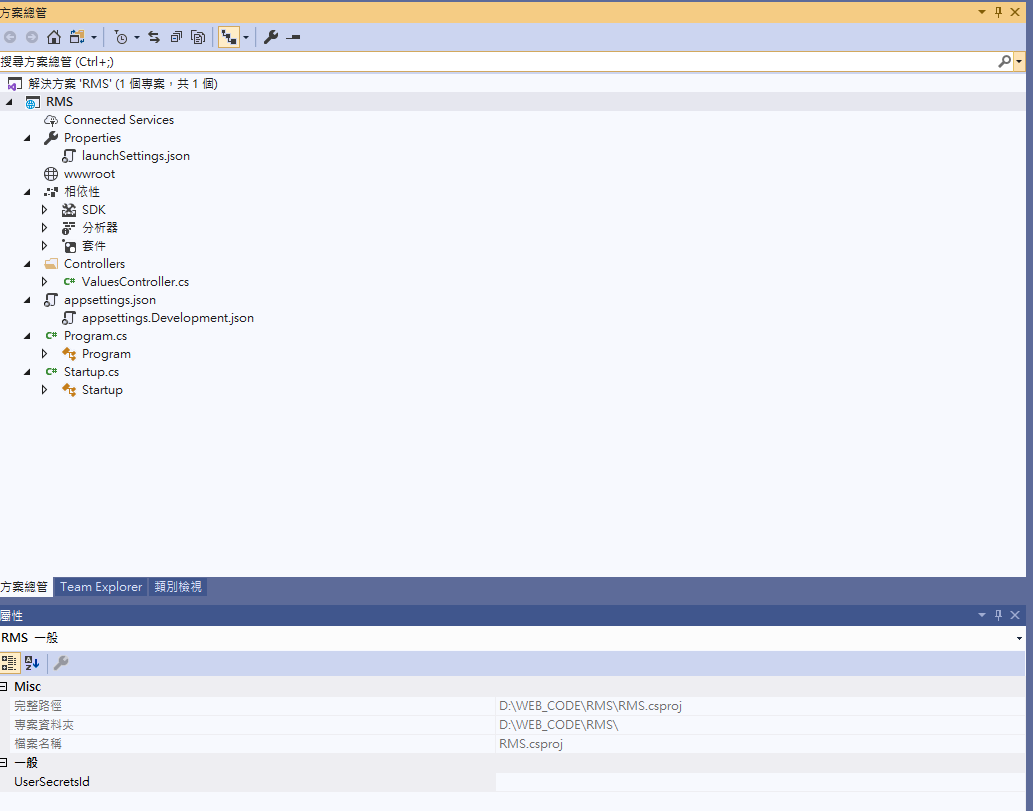 方案總管
搜尋方案總管 (Ctrl+;)
解決方案 'RMS' (1 個專案，共 1 個)
RMS
Connected Services
Properties
launchSettings.json
wwwroot
相依性
SDK
分析器
套件
Controllers
C# ValuesController.cs
appsettings.json
appsettings.Development.json
C# Program.cs
Program
C# Startup.cs
Startup
方案總管 Team Explorer 類別檢視
屬性
RMS 一般
Misc
完整路徑 D:\WEB_CODE\RMS\RMS.csproj
專案資料夾 D:\WEB_CODE\RMS\
檔案名稱 RMS.csproj
一般
UserSecretsId